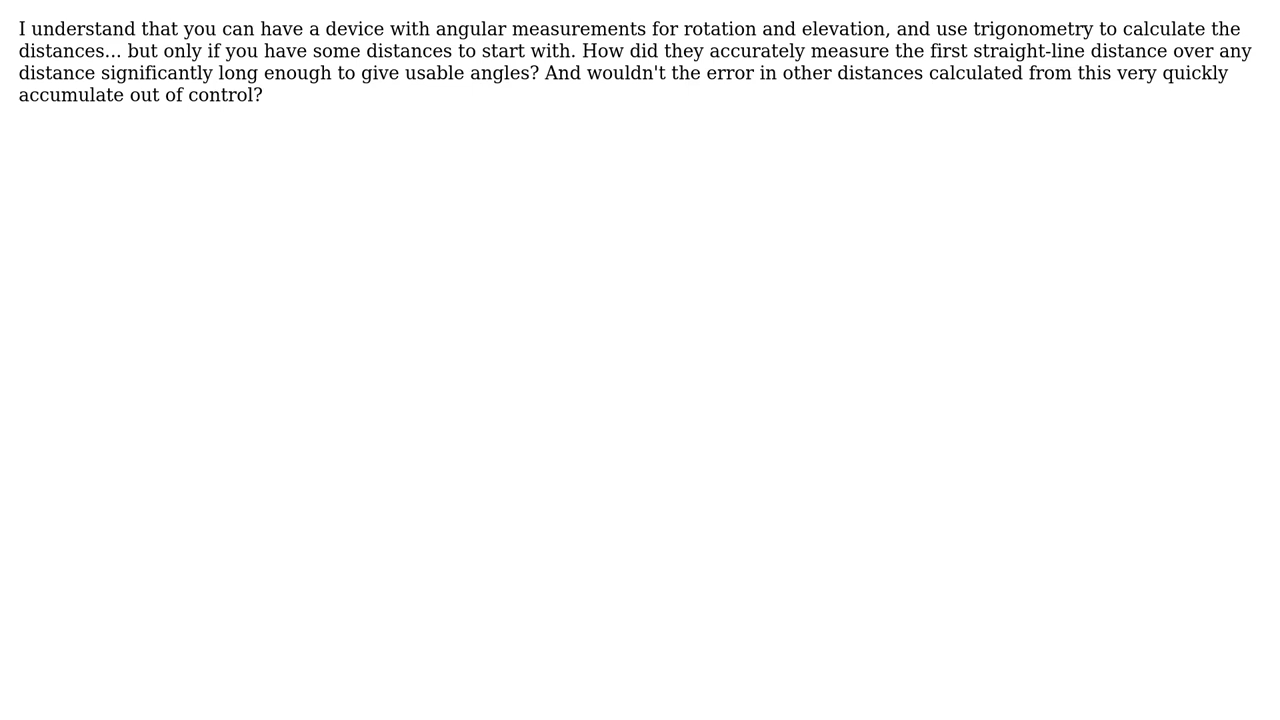 I understand that you can have a device with angular measurements for rotation and elevation, and use trigonometry to calculate the
distances... but only if you have some distances to start with. How did they accurately measure the first straight-line distance over any
distance significantly long enough to give usable angles? And wouldn't the error in other distances calculated from this very quickly
accumulate out of control?